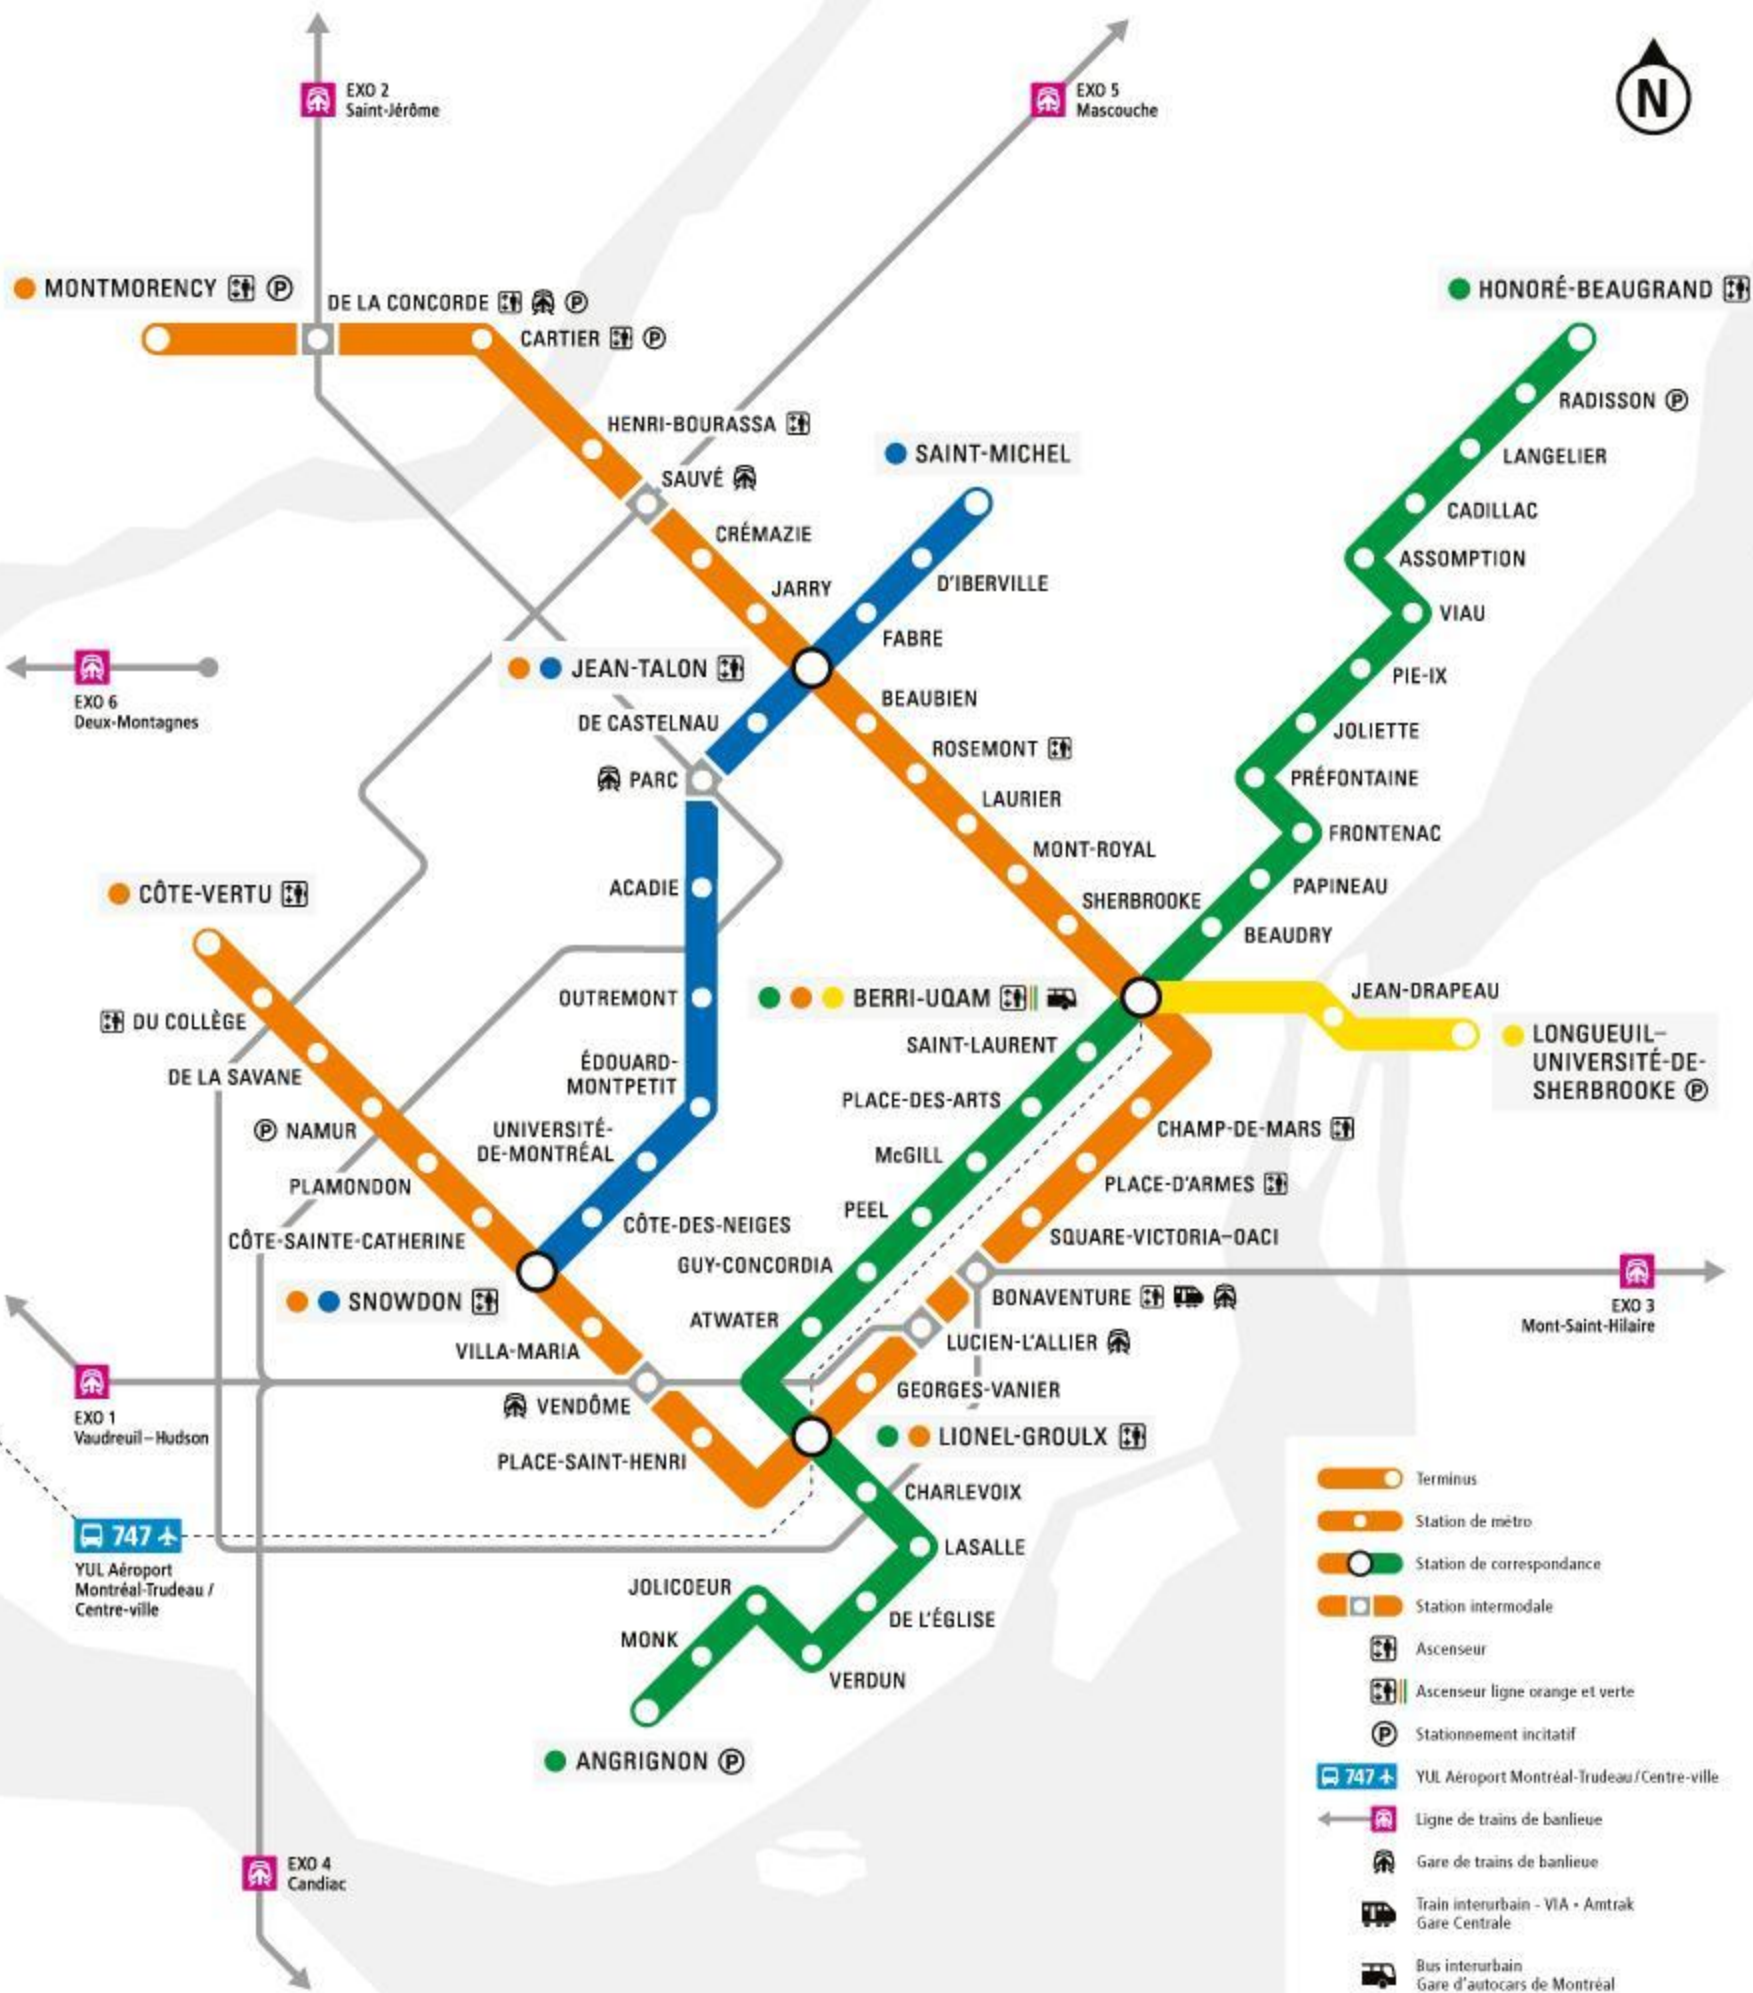 EXO 2
Saint-Jérôme
EXO 5
Mascouche
N
MONTMORENCY P
DE LA CONCORDE P
CARTIER P
HONORÉ-BEAUGRAND
RADISSON P
HENRI-BOURASSA
SAINT-MICHEL
LANGELIER
SAUVÉ
CADILLAC
CRÉMAZIE
ASSOMPTION
D'IBERVILLE
JARRY
VIAU
FABRE
EXO 6
Deux-Montagnes
JEAN-TALON
PIE-IX
BEAUBIEN
DE CASTELNAU
JOLIETTE
ROSEMONT
PARC
PRÉFONTAINE
LAURIER
FRONTENAC
MONT-ROYAL
CÔTE-VERTU
ACADIE
PAPINEAU
SHERBROOKE
BEAUDRY
OUTREMONT
BERRI-UQAM
JEAN-DRAPEAU
DU COLLÈGE
LONGUEUIL–
UNIVERSITÉ-DE-
SHERBROOKE P
SAINT-LAURENT
DE LA SAVANE
ÉDOUARD-
MONTPETIT
PLACE-DES-ARTS
P NAMUR
UNIVERSITÉ-
DE-MONTRÉAL
CHAMP-DE-MARS
McGILL
PLAMONDON
PLACE-D'ARMES
PEEL
CÔTE-DES-NEIGES
CÔTE-SAINTE-CATHERINE
SQUARE-VICTORIA–OACI
GUY-CONCORDIA
SNOWDON
BONAVENTURE
EXO 3
Mont-Saint-Hilaire
ATWATER
LUCIEN-L'ALLIER
VILLA-MARIA
GEORGES-VANIER
EXO 1
Vaudreuil–Hudson
VENDÔME
LIONEL-GROULX
PLACE-SAINT-HENRI
CHARLEVOIX
747
YUL Aéroport
Montréal-Trudeau /
Centre-ville
LASALLE
JOLICOEUR
DE L'ÉGLISE
MONK
VERDUN
ANGRIGNON P
EXO 4
Candiac
Terminus
Station de métro
Station de correspondance
Station intermodale
Ascenseur
Ascenseur ligne orange et verte
P Stationnement incitatif
747 YUL Aéroport Montréal-Trudeau/Centre-ville
Ligne de trains de banlieue
Gare de trains de banlieue
Train interurbain - VIA • Amtrak
Gare Centrale
Bus interurbain
Gare d'autocars de Montréal